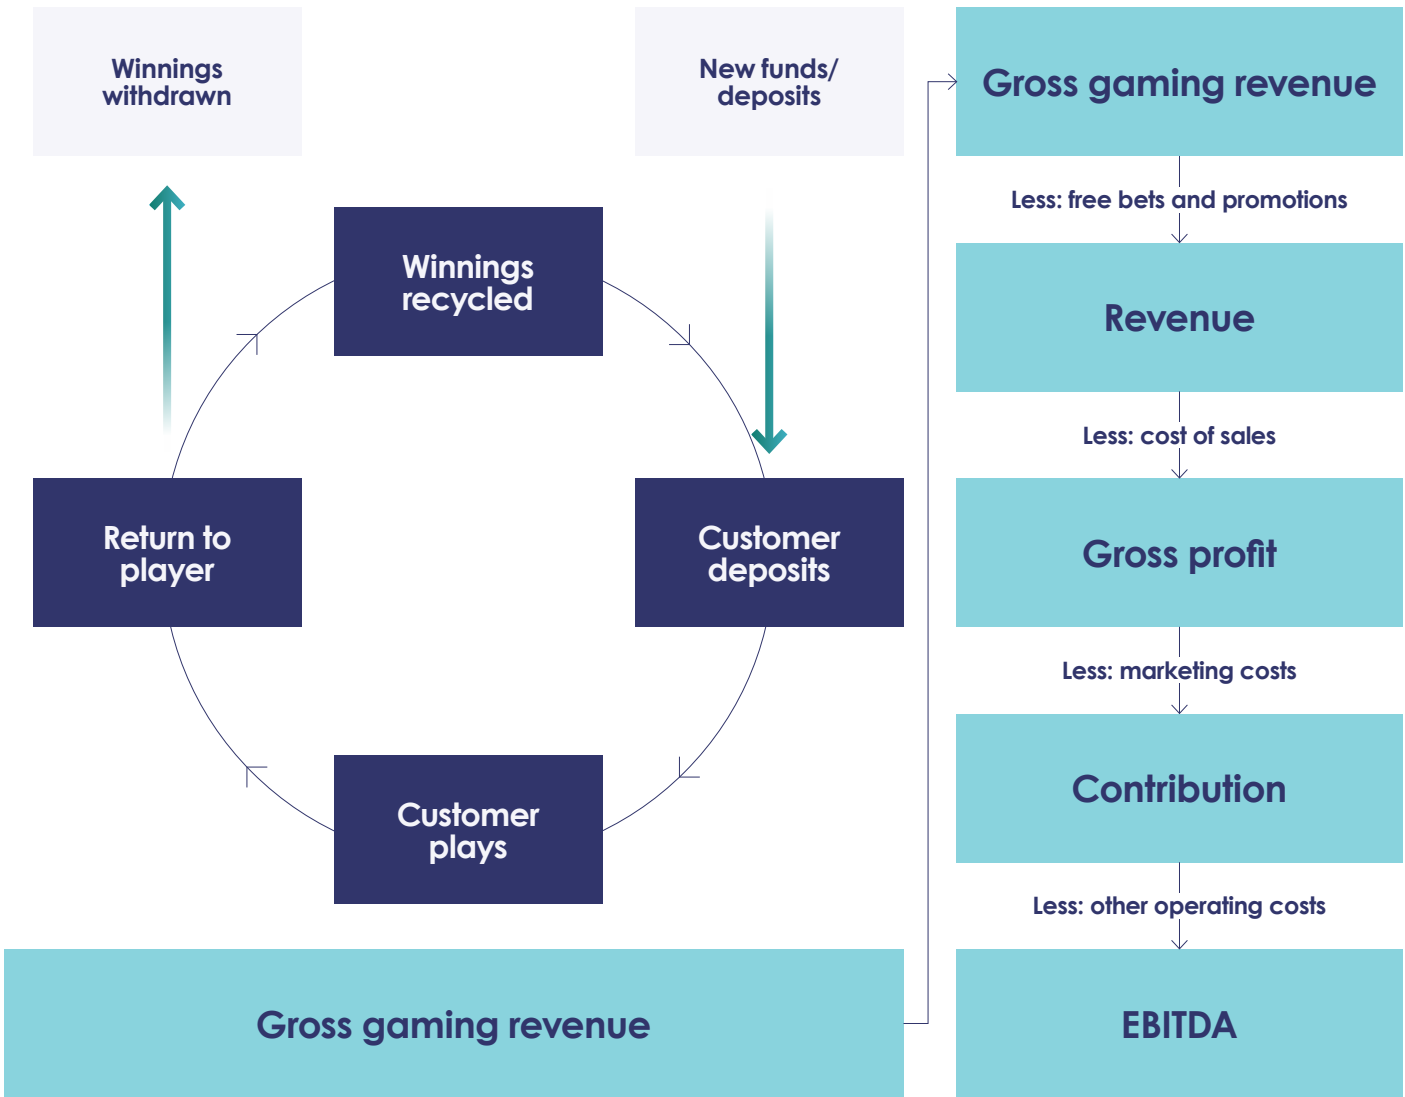 Winnings
withdrawn
New funds/
deposits
Winnings
recycled
Return to
player
Customer
deposits
Customer
plays
Gross gaming revenue
Gross gaming revenue
Less: free bets and promotions
Revenue
Less: cost of sales
Gross profit
Less: marketing costs
Contribution
Less: other operating costs
EBITDA